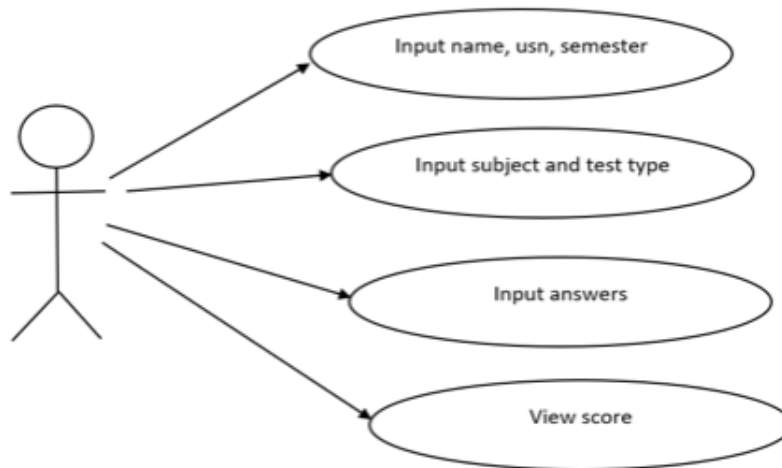 Input name, usn, semester
Input subject and test type
Input answers
View score